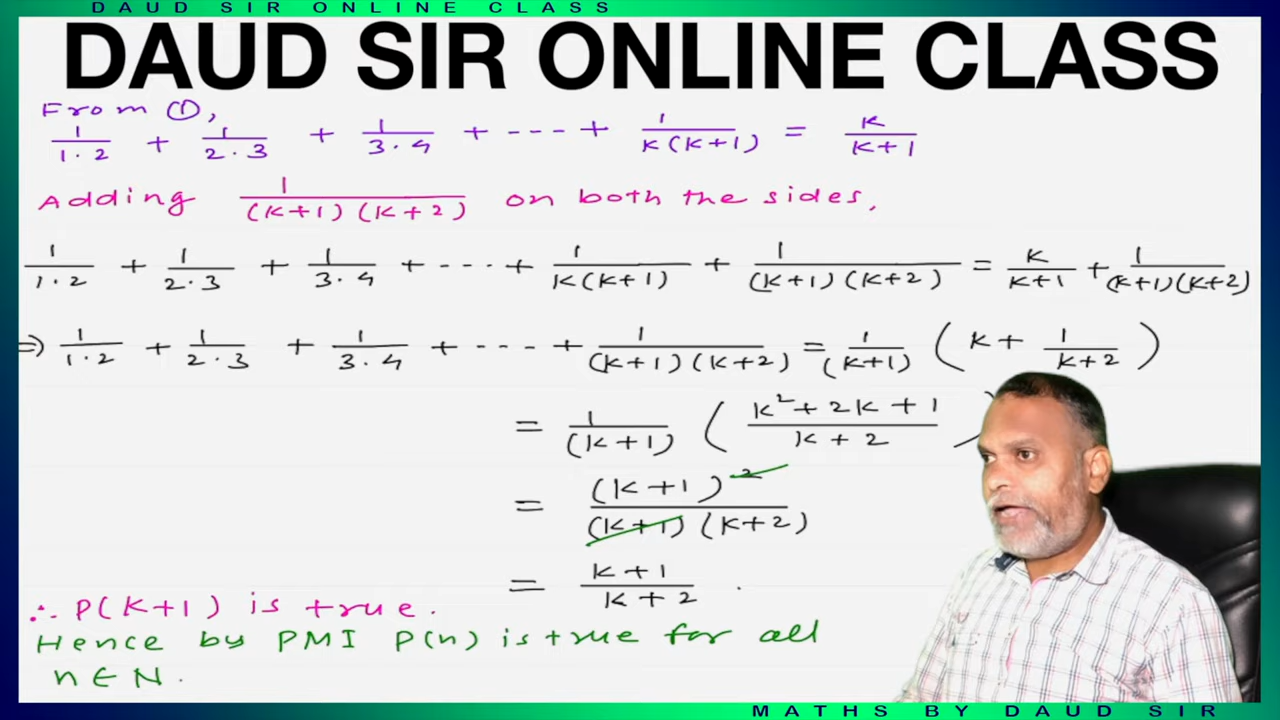 DAUD SIR ONLINE CLASS
DAUD SIR ONLINE CLASS
From ①,
1/(1·2) + 1/(2·3) + 1/(3·4) + --- + 1/(k(k+1)) = k/(k+1)
Adding 1/((k+1)(k+2)) on both the sides,
1/(1·2) + 1/(2·3) + 1/(3·4) + ---- + 1/(k(k+1)) + 1/((k+1)(k+2)) = k/(k+1) + 1/((k+1)(k+2))
⇒ 1/(1·2) + 1/(2·3) + 1/(3·4) + ---- + 1/((k+1)(k+2)) = 1/(k+1) (k + 1/(k+2))
= 1/(k+1) ((k²+2k+1)/(k+2))
= (k+1)²/((k+1)(k+2))
= (k+1)/(k+2) .
∴ P(k+1) is true.
Hence by PMI P(n) is true for all
n ∈ N.
MATHS BY DAUD SIR